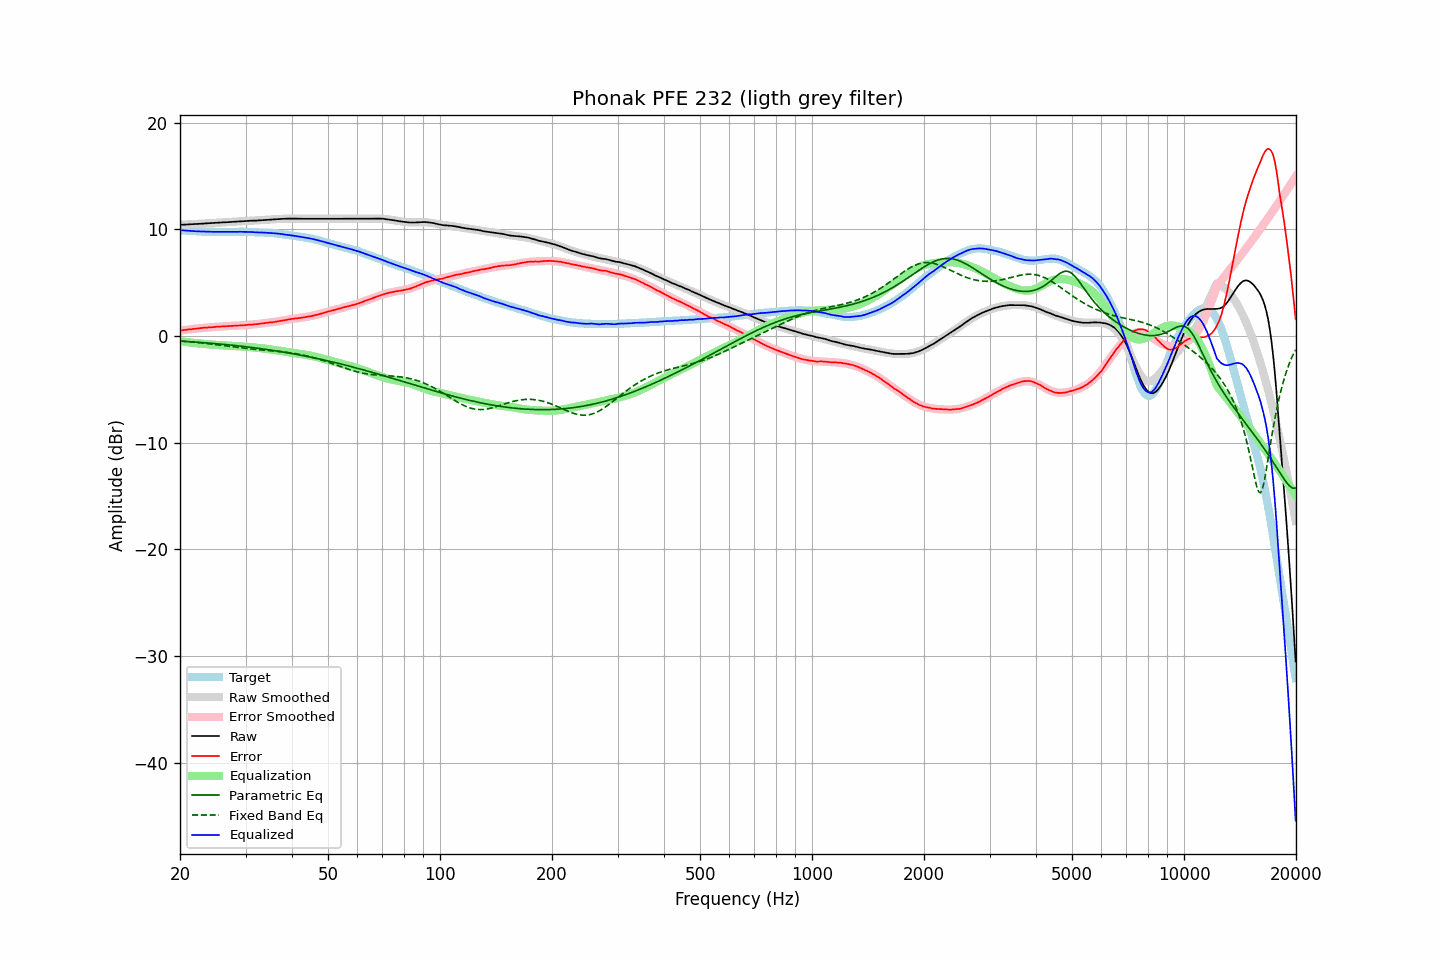 Phonak PFE 232 (ligth grey filter)
20
10
0
−10
−20
−30
−40
Amplitude (dBr)
Target
Raw Smoothed
Error Smoothed
Raw
Error
Equalization
Parametric Eq
Fixed Band Eq
Equalized
20
50
100
200
500
1000
2000
5000
10000
20000
Frequency (Hz)